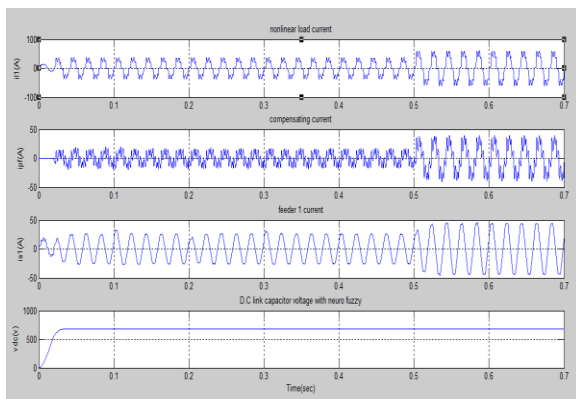 nonlinear load current
1000
0
-1000
il1(A)
0 0.1 0.2 0.3 0.4 0.5 0.6 0.7
compensating current
50
0
-50
ipf(A)
0 0.1 0.2 0.3 0.4 0.5 0.6 0.7
feeder 1 current
50
0
-50
is1(A)
0 0.1 0.2 0.3 0.4 0.5 0.6 0.7
D.C link capacitor voltage with neuro fuzzy
1000
500
0
vdc(v)
0 0.1 0.2 0.3 0.4 0.5 0.6 0.7
Time(sec)